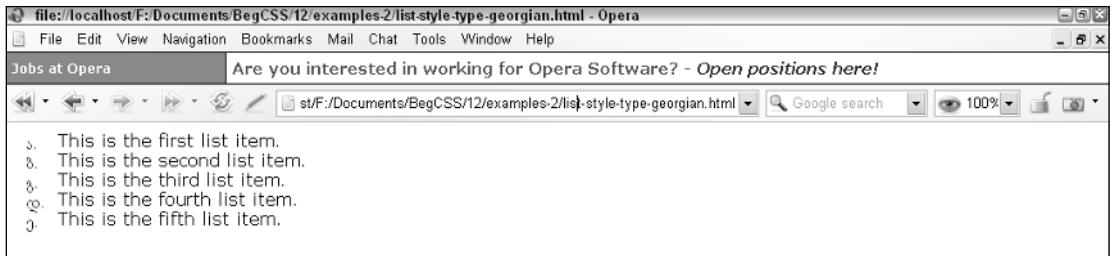 file://localhost/F:/Documents/BegCSS/12/examples-2/list-style-type-georgian.html - Opera
File Edit View Navigation Bookmarks Mail Chat Tools Window Help
Jobs at Opera Are you interested in working for Opera Software? - Open positions here!
st/F:/Documents/BegCSS/12/examples-2/list-style-type-georgian.html Google search 100%
ა. This is the first list item.
ბ. This is the second list item.
გ. This is the third list item.
დ. This is the fourth list item.
ე. This is the fifth list item.